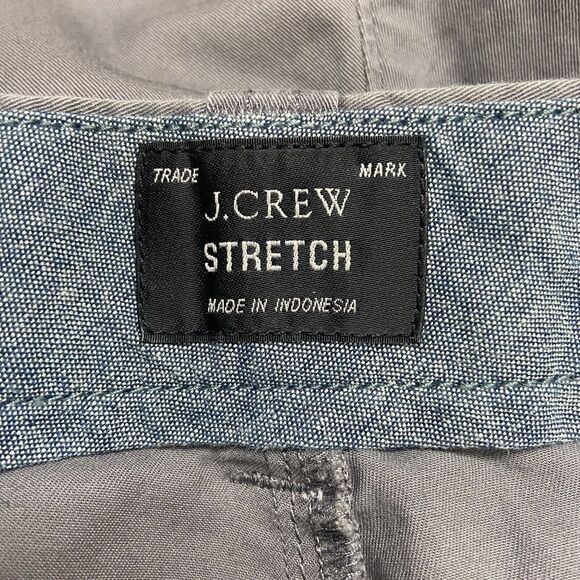 TRADE MARK
J.CREW
STRETCH
MADE IN INDONESIA